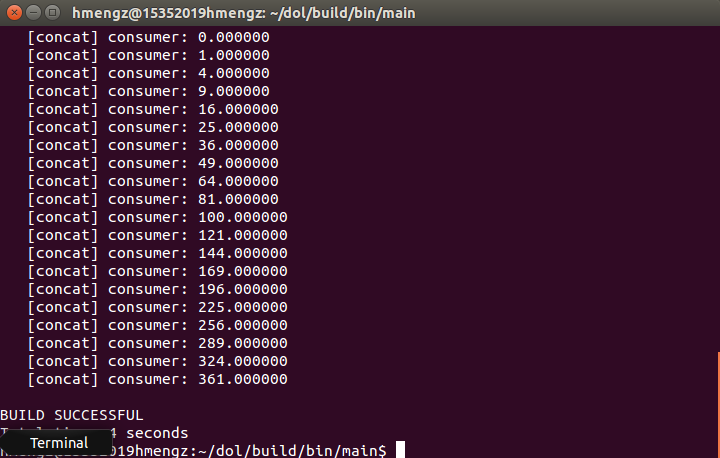 hmengz@15352019hmengz: ~/dol/build/bin/main
[concat] consumer: 0.000000
[concat] consumer: 1.000000
[concat] consumer: 4.000000
[concat] consumer: 9.000000
[concat] consumer: 16.000000
[concat] consumer: 25.000000
[concat] consumer: 36.000000
[concat] consumer: 49.000000
[concat] consumer: 64.000000
[concat] consumer: 81.000000
[concat] consumer: 100.000000
[concat] consumer: 121.000000
[concat] consumer: 144.000000
[concat] consumer: 169.000000
[concat] consumer: 196.000000
[concat] consumer: 225.000000
[concat] consumer: 256.000000
[concat] consumer: 289.000000
[concat] consumer: 324.000000
[concat] consumer: 361.000000
BUILD SUCCESSFUL
4 seconds
Terminal
hmengz@15352019hmengz:~/dol/build/bin/main$